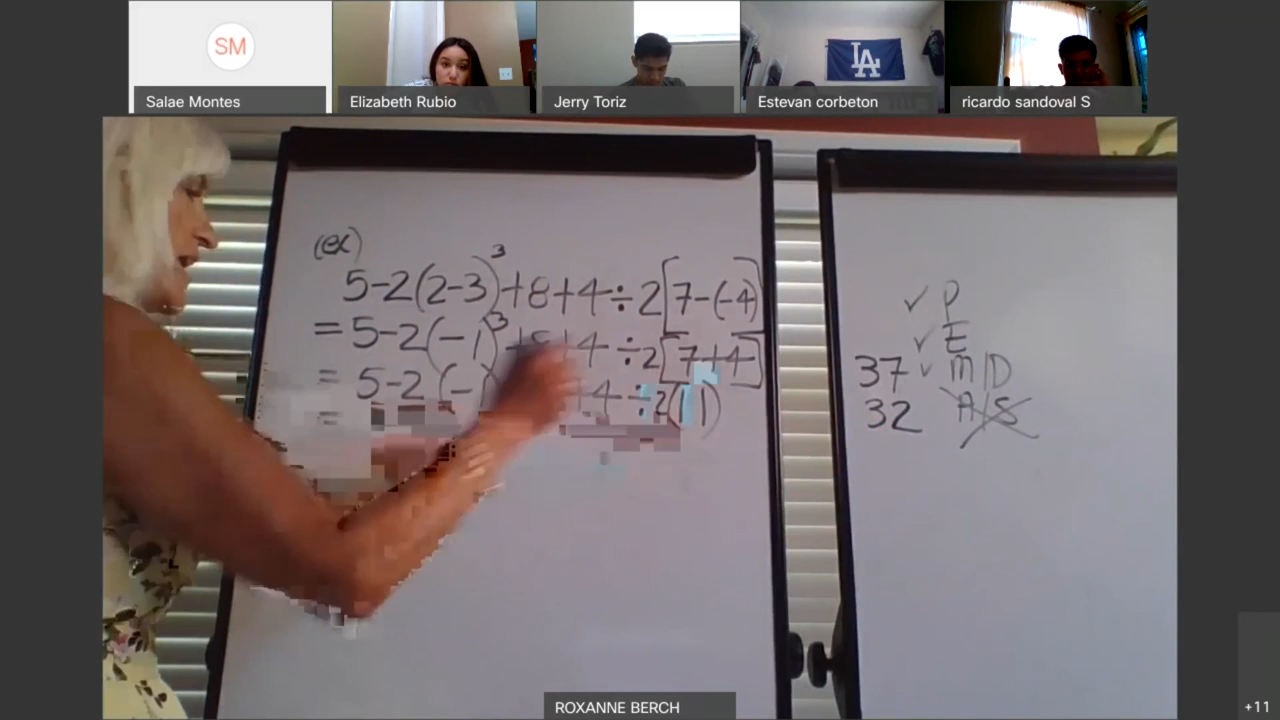 SM
Salae Montes
Elizabeth Rubio
Jerry Toriz
LA
Estevan corbeton
ricardo sandoval S
(ex)
5-2(2-3)³+8+4÷2[7-(-4)]
= 5-2(-1)³+8+4÷2[7+4]
= 5-2(-1) +4÷2(11)
=
✓ P
✓ E
37 ✓ M/D
32 A/S
ROXANNE BERCH
+11